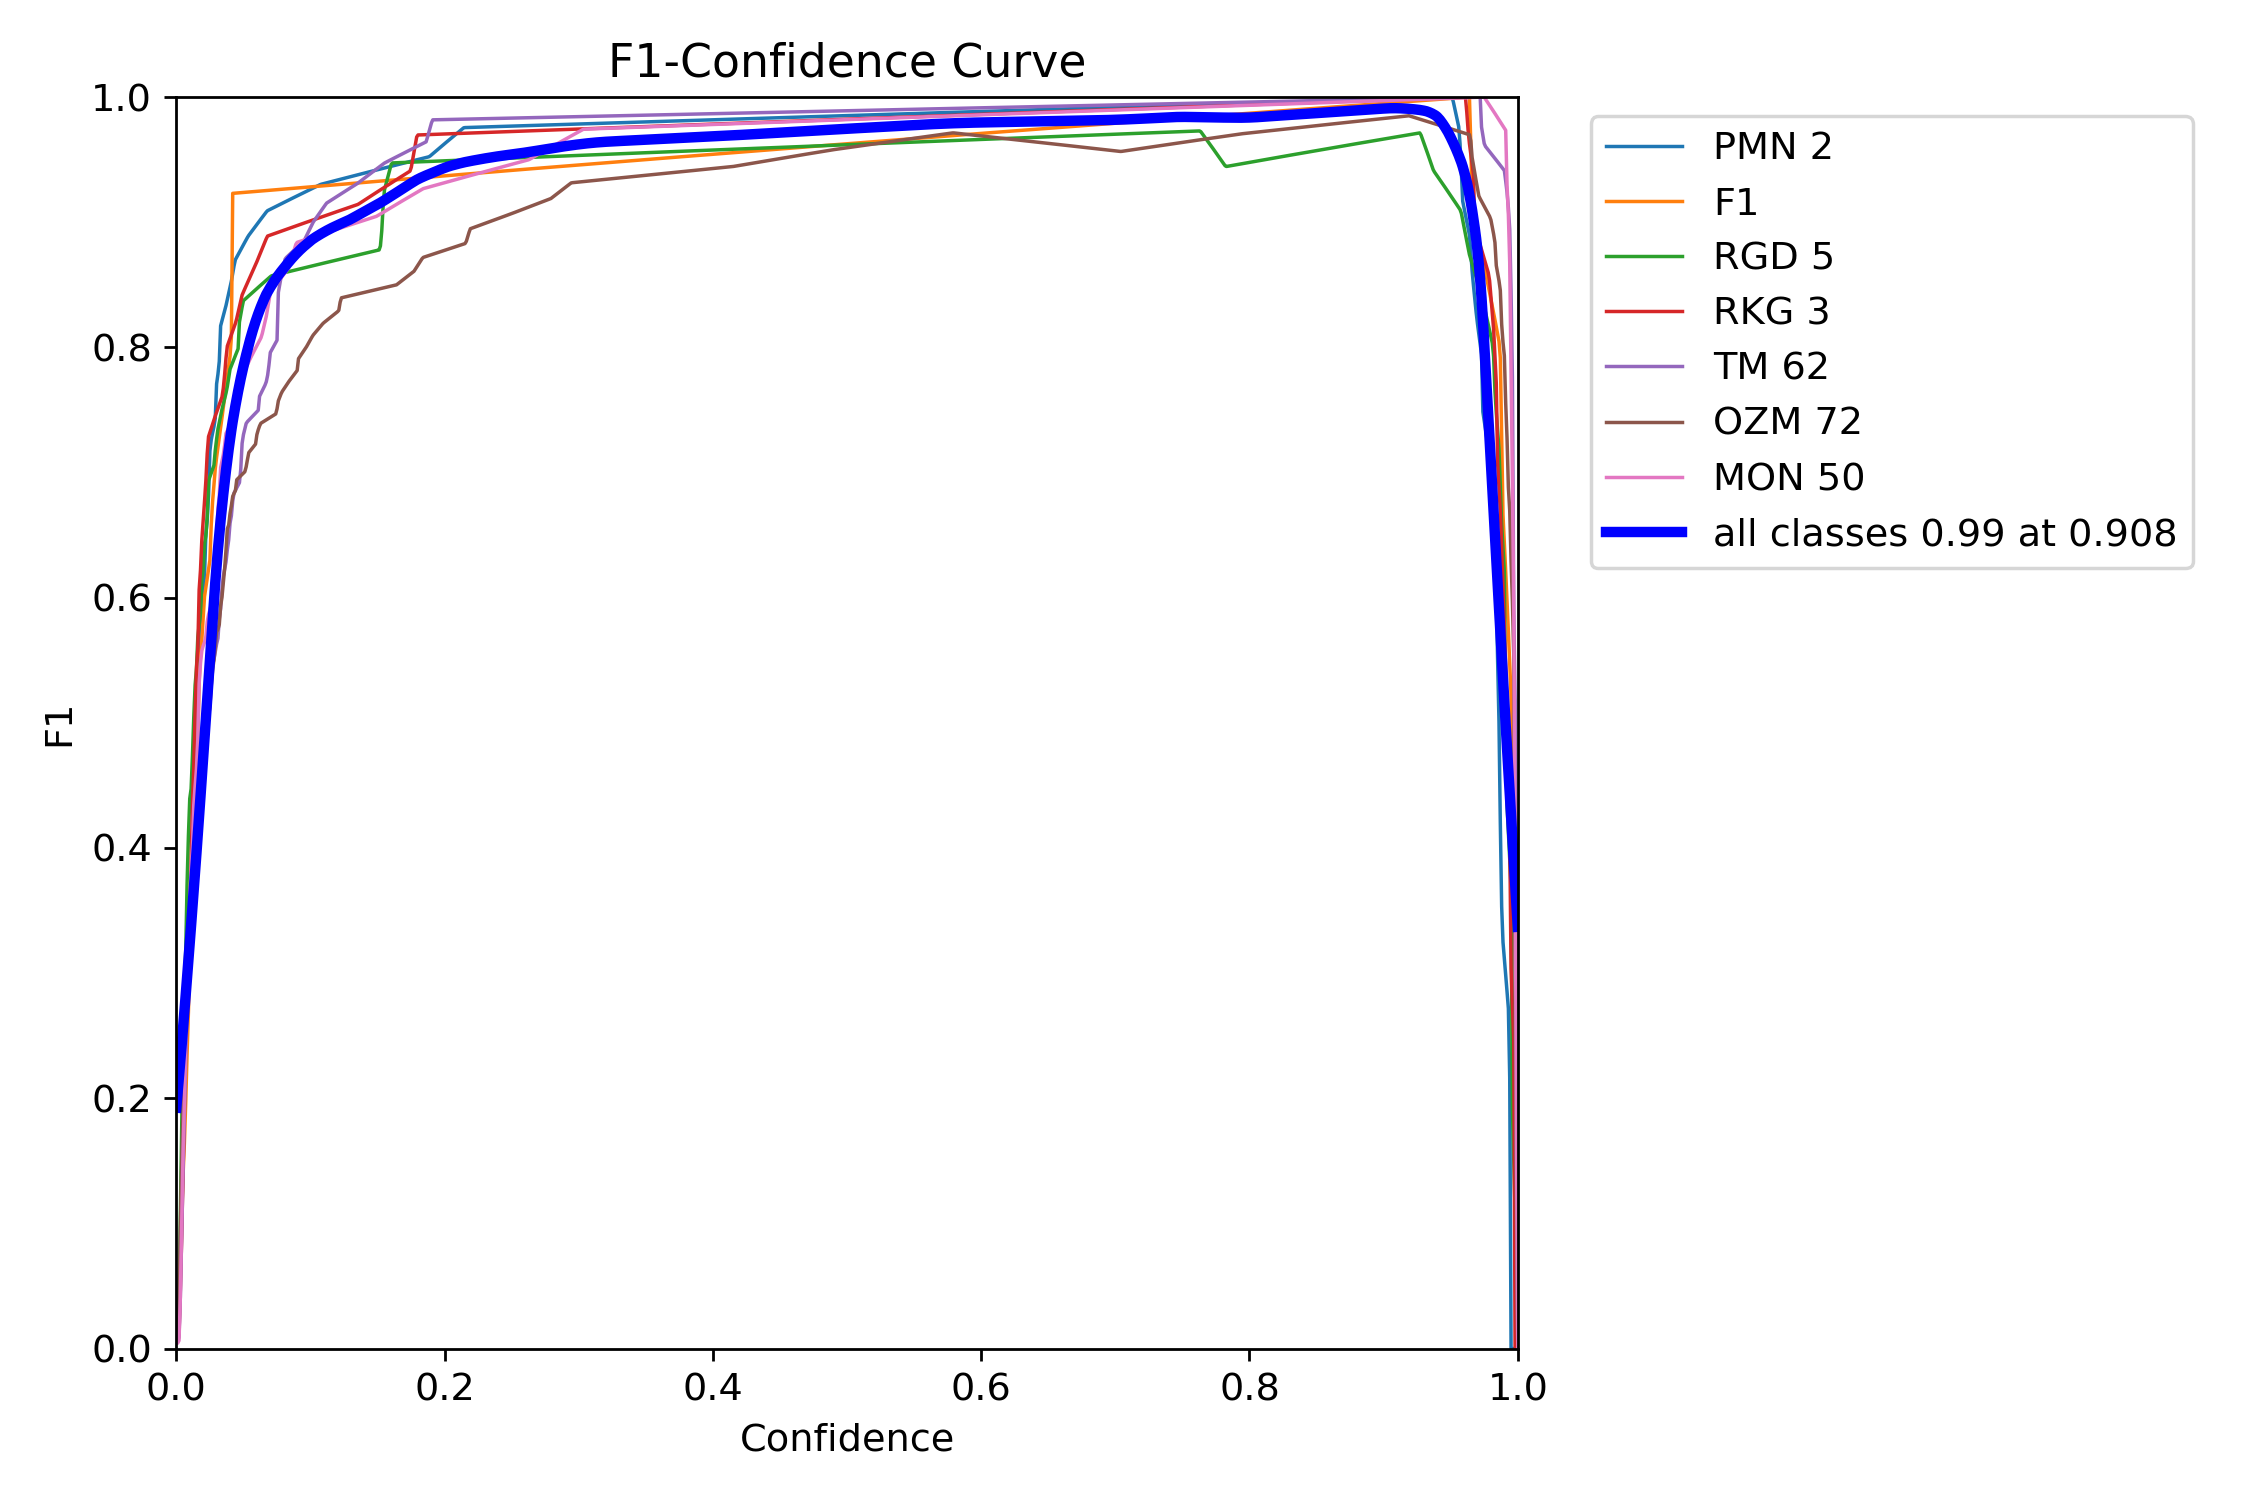 F1-Confidence Curve
1.0
0.8
0.6
0.4
0.2
0.0
F1
0.0 0.2 0.4 0.6 0.8 1.0
Confidence
PMN 2
F1
RGD 5
RKG 3
TM 62
OZM 72
MON 50
all classes 0.99 at 0.908